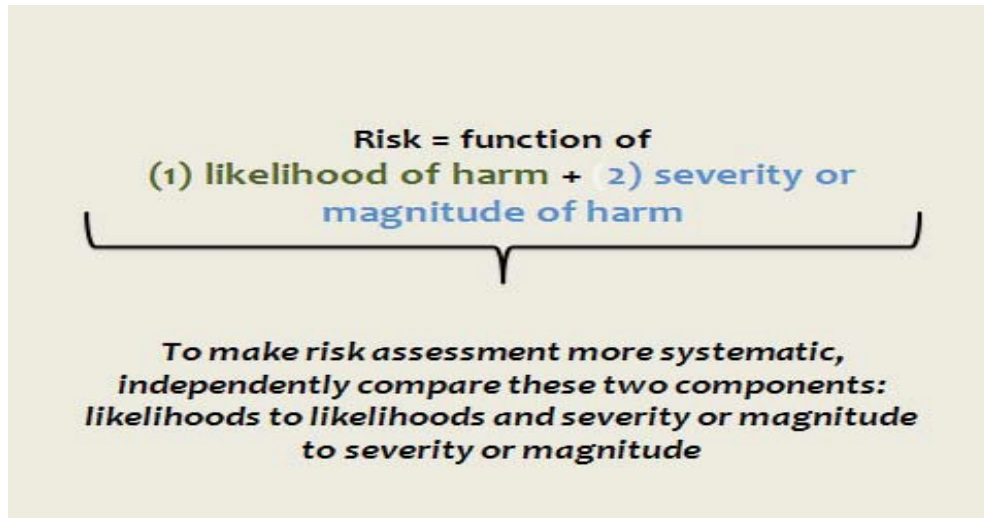 Risk = function of
(1) likelihood of harm + (2) severity or
magnitude of harm
To make risk assessment more systematic,
independently compare these two components:
likelihoods to likelihoods and severity or magnitude
to severity or magnitude